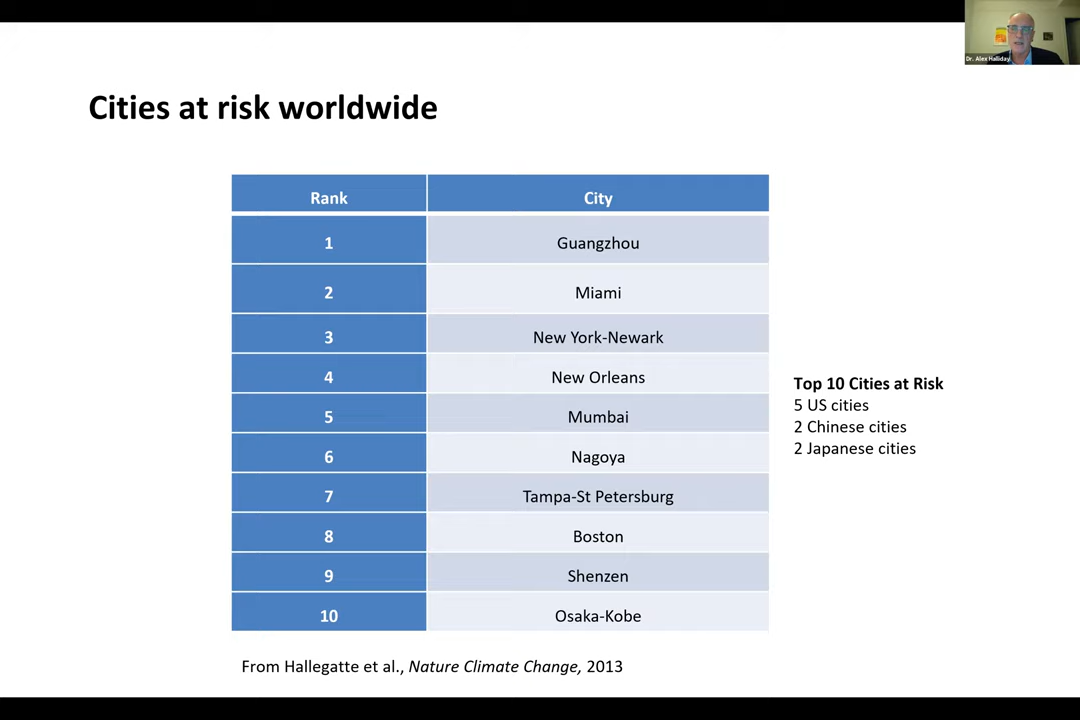 Dr. Alex Halliday
Cities at risk worldwide
Rank City
1 Guangzhou
2 Miami
3 New York-Newark
4 New Orleans
5 Mumbai
6 Nagoya
7 Tampa-St Petersburg
8 Boston
9 Shenzen
10 Osaka-Kobe
Top 10 Cities at Risk
5 US cities
2 Chinese cities
2 Japanese cities
From Hallegatte et al., Nature Climate Change, 2013